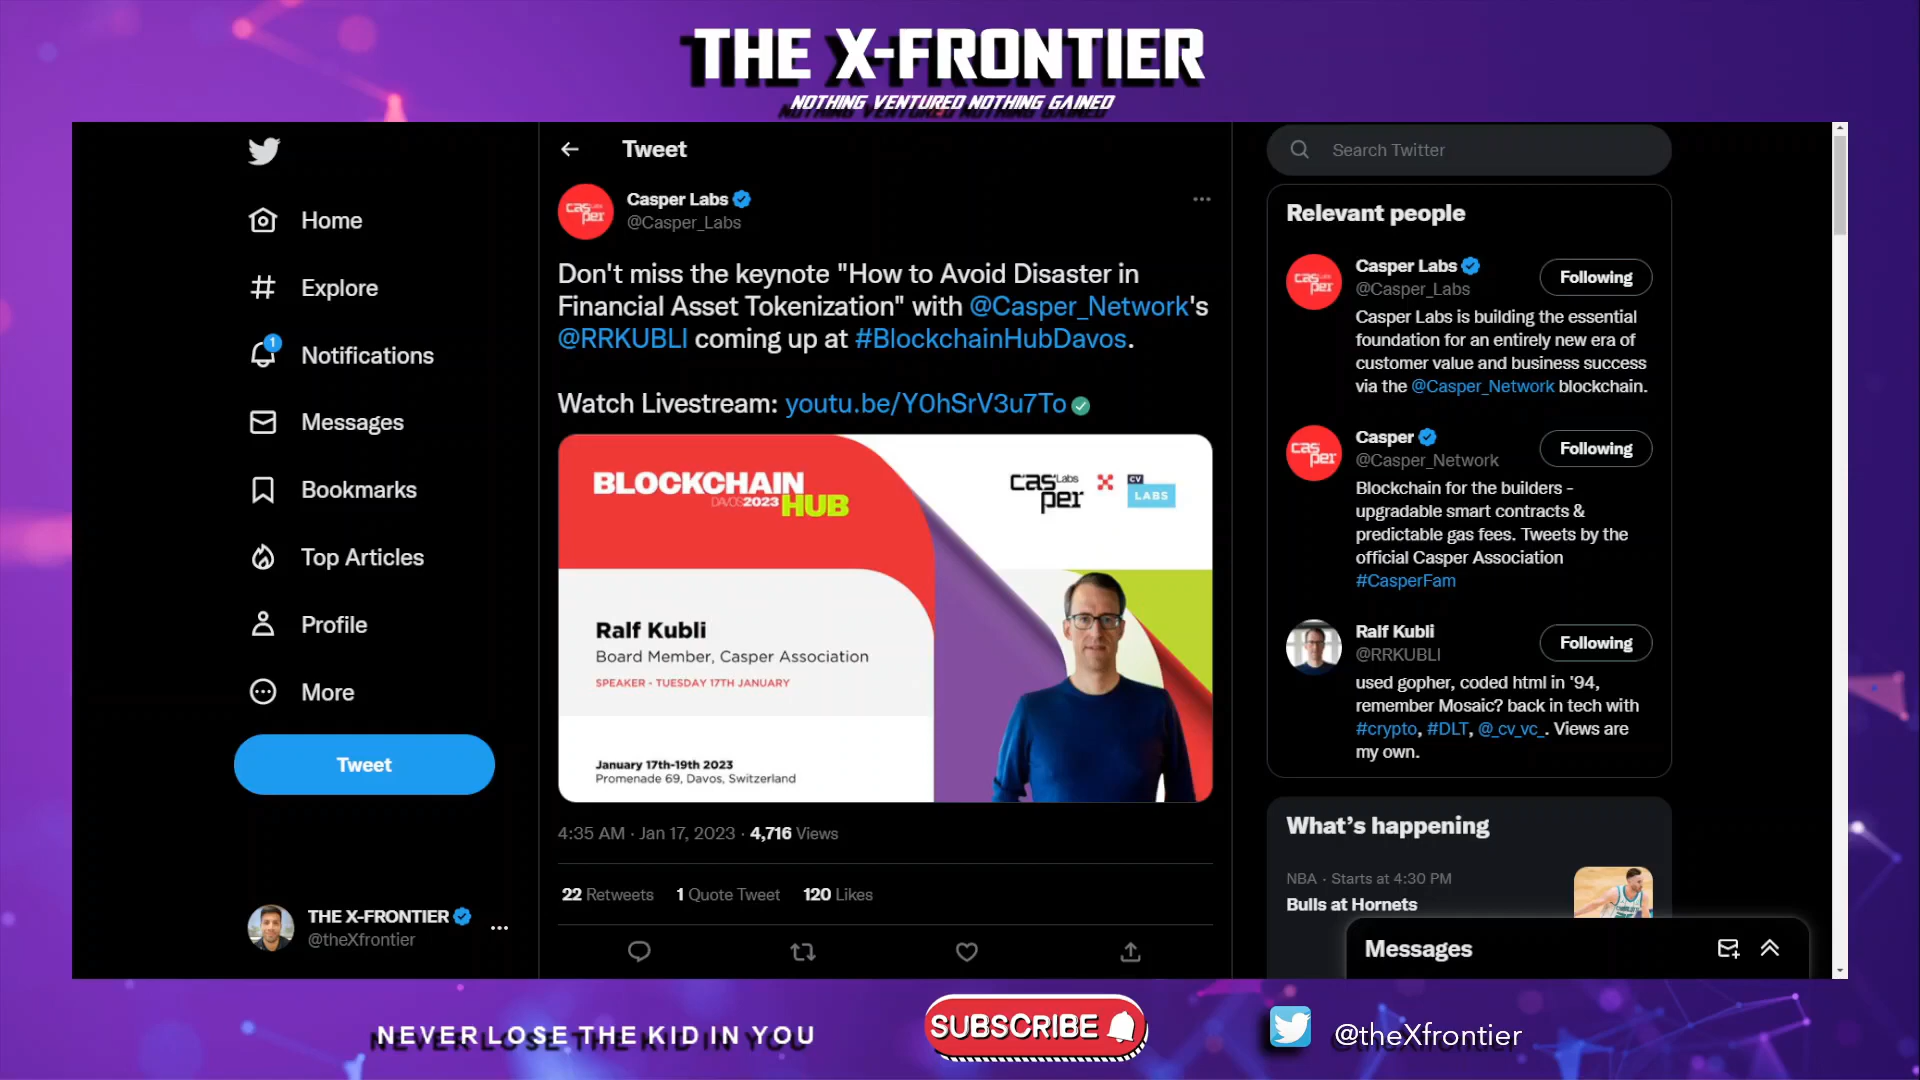 THE X-FRONTIER
NOTHING VENTURED NOTHING GAINED
Home
Explore
1
Notifications
Messages
Bookmarks
Top Articles
Profile
More
Tweet
THE X-FRONTIER
@theXfrontier
Tweet
Casper Labs
@Casper_Labs
Don't miss the keynote "How to Avoid Disaster in
Financial Asset Tokenization" with @Casper_Network's
@RRKUBLI coming up at #BlockchainHubDavos.
Watch Livestream: youtu.be/Y0hSrV3u7To
BLOCKCHAIN
DAVOS2023 HUB
casper Labs
CV
LABS
Ralf Kubli
Board Member, Casper Association
SPEAKER - TUESDAY 17TH JANUARY
January 17th-19th 2023
Promenade 69, Davos, Switzerland
4:35 AM · Jan 17, 2023 · 4,716 Views
22 Retweets 1 Quote Tweet 120 Likes
Search Twitter
Relevant people
Casper Labs
@Casper_Labs
Following
Casper Labs is building the essential
foundation for an entirely new era of
customer value and business success
via the @Casper_Network blockchain.
Casper
@Casper_Network
Following
Blockchain for the builders -
upgradable smart contracts &
predictable gas fees. Tweets by the
official Casper Association
#CasperFam
Ralf Kubli
@RRKUBLI
Following
used gopher, coded html in '94,
remember Mosaic? back in tech with
#crypto, #DLT, @_cv_vc_. Views are
my own.
What's happening
NBA · Starts at 4:30 PM
Bulls at Hornets
Messages
NEVER LOSE THE KID IN YOU
SUBSCRIBE
@theXfrontier